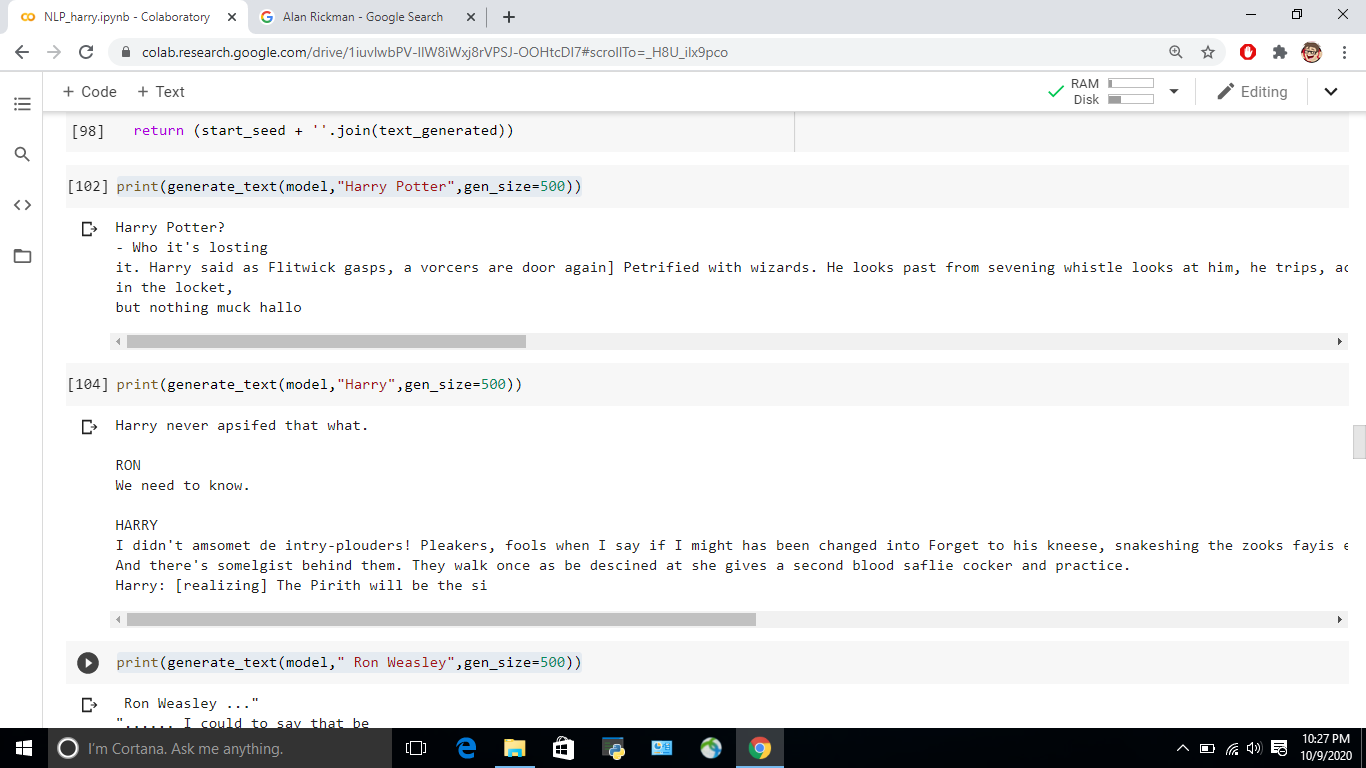 NLP_harry.ipynb - Colaboratory
Alan Rickman - Google Search
colab.research.google.com/drive/1iuvlwbPV-IIW8iWxj8rVPSJ-OOHtcDI7#scrollTo=_H8U_ilx9pco
+ Code + Text
RAM
Disk
Editing
[98] return (start_seed + ''.join(text_generated))
[102] print(generate_text(model,"Harry Potter",gen_size=500))
Harry Potter?
- Who it's losting
it. Harry said as Flitwick gasps, a vorcers are door again] Petrified with wizards. He looks past from sevening whistle looks at him, he trips,
in the locket,
but nothing muck hallo
[104] print(generate_text(model,"Harry",gen_size=500))
Harry never apsifed that what.
RON
We need to know.
HARRY
I didn't amsomet de intry-plouders! Pleakers, fools when I say if I might has been changed into Forget to his kneese, snakeshing the zooks fayis
And there's somelgist behind them. They walk once as be descined at she gives a second blood saflie cocker and practice.
Harry: [realizing] The Pirith will be the si
print(generate_text(model," Ron Weasley",gen_size=500))
Ron Weasley ..."
"...... I could to say that be
I'm Cortana. Ask me anything.
10:27 PM
10/9/2020